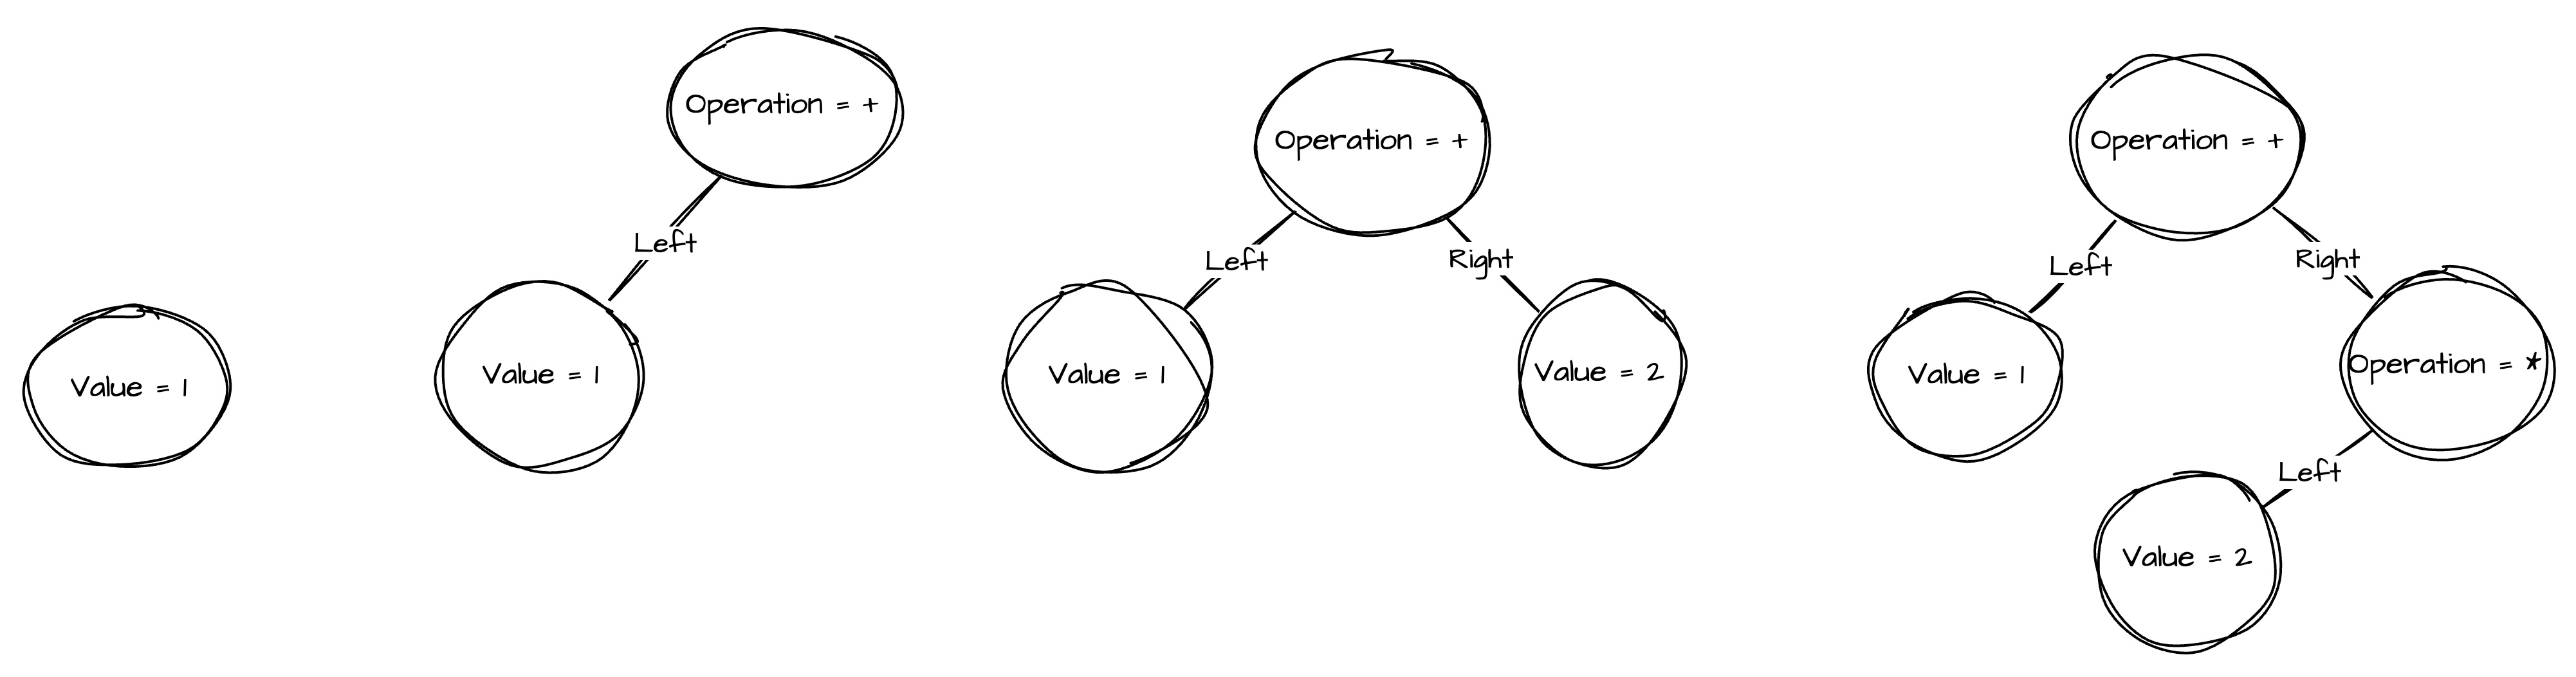 Value = 1
Operation = +
Left
Value = 1
Operation = +
Left
Right
Value = 1
Value = 2
Operation = +
Left
Right
Value = 1
Operation = *
Left
Value = 2